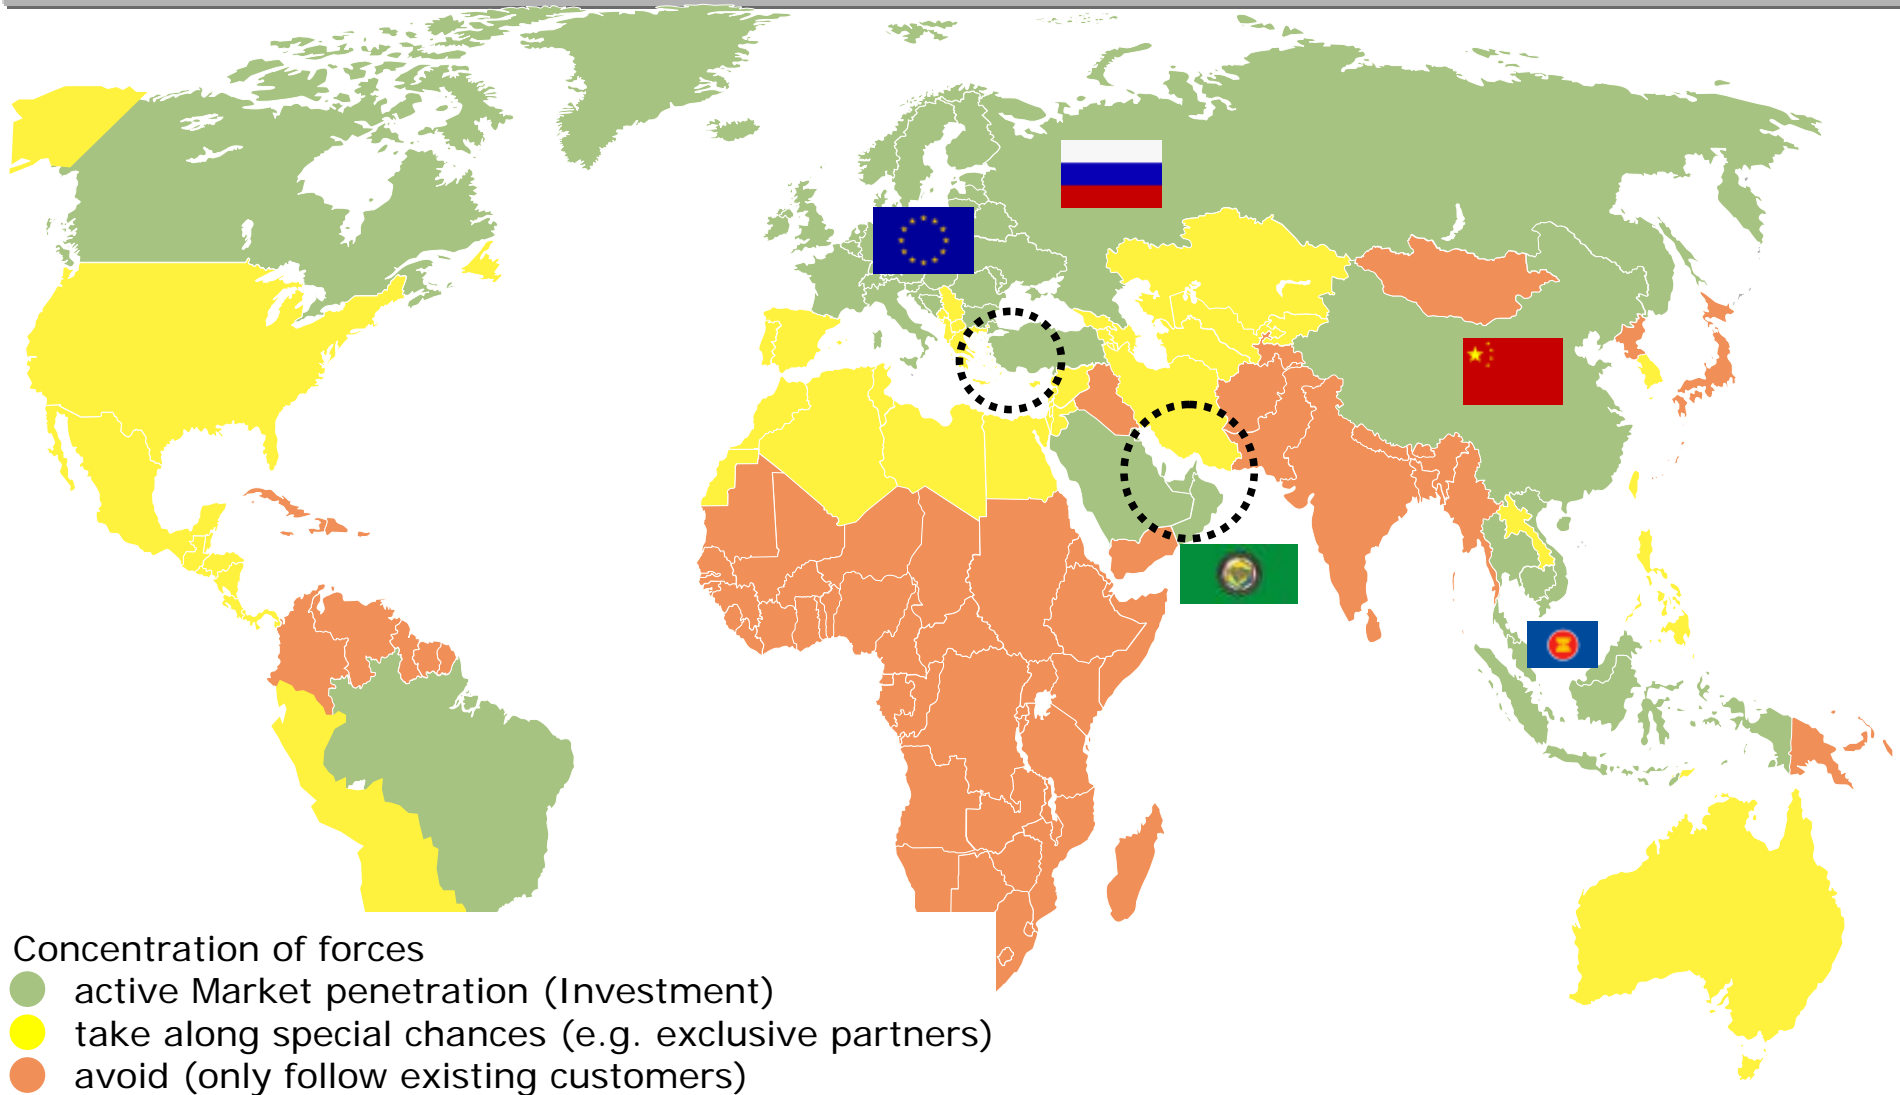 Concentration of forces
active Market penetration (Investment)
take along special chances (e.g. exclusive partners)
avoid (only follow existing customers)